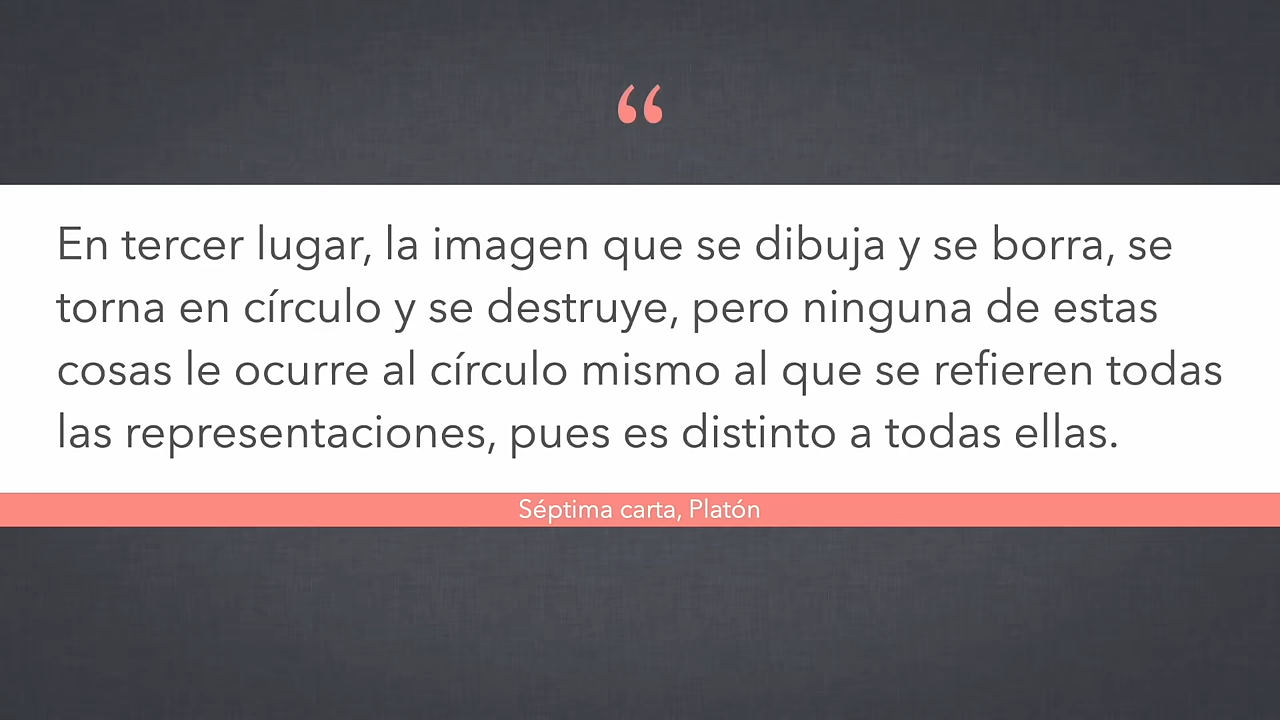 “
En tercer lugar, la imagen que se dibuja y se borra, se
torna en círculo y se destruye, pero ninguna de estas
cosas le ocurre al círculo mismo al que se refieren todas
las representaciones, pues es distinto a todas ellas.
Séptima carta, Platón